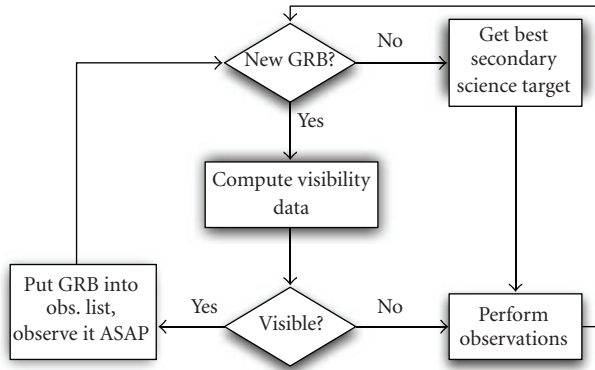 New GRB?
No
Get best
secondary
science target
Yes
Compute visibility
data
Put GRB into
obs. list,
observe it ASAP
Yes
Visible?
No
Perform
observations